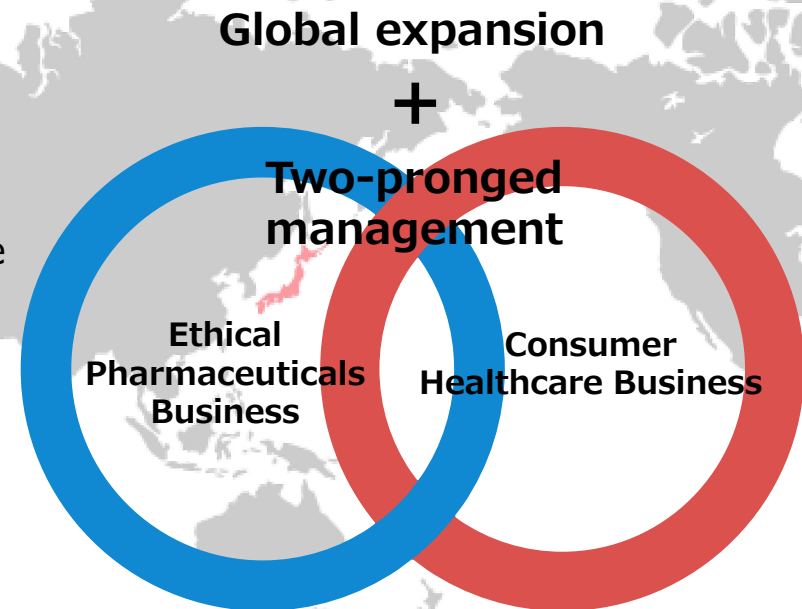 Global expansion
+
Two-pronged
management
e
Ethical
Pharmaceuticals
Business
Consumer
Healthcare Business